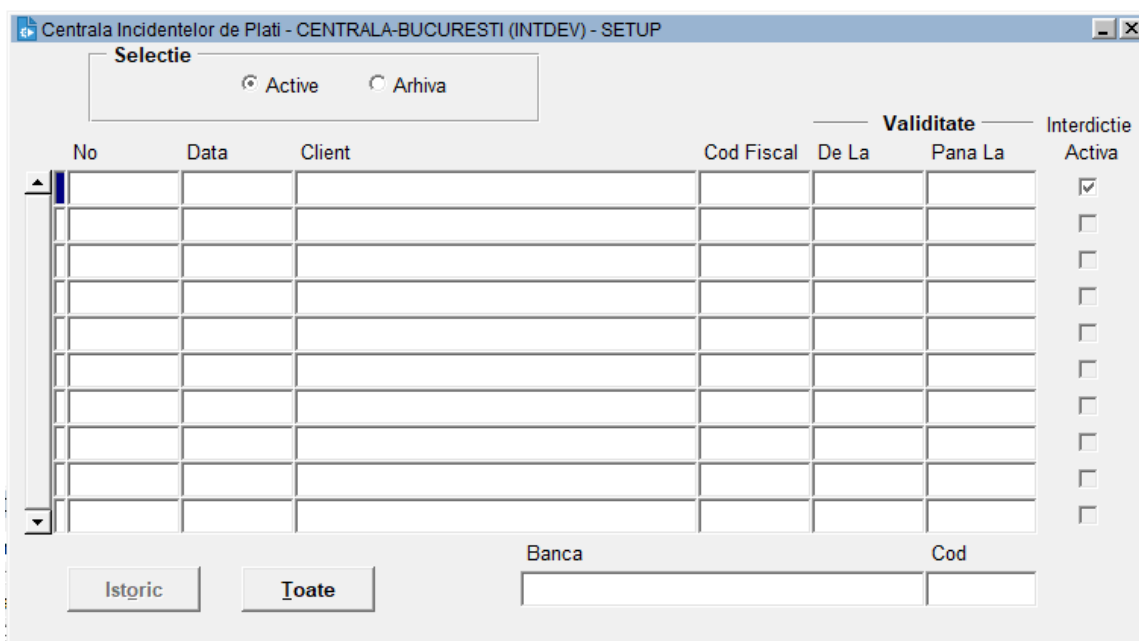 Centrala Incidentelor de Plati - CENTRALA-BUCURESTI (INTDEV) - SETUP
Selectie
Active Arhiva
Validitate Interdictie
No Data Client Cod Fiscal De La Pana La Activa
Banca Cod
Istoric Toate